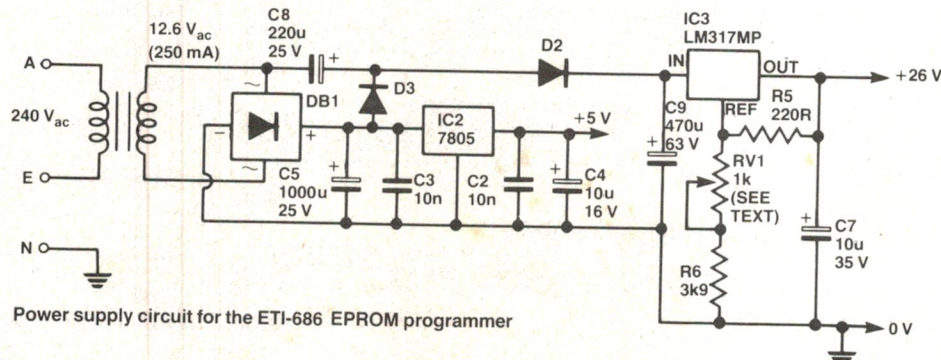 C8
220u
25 V
12.6 Vac
(250 mA)
IC3
LM317MP
D2
A
IN
OUT
+26 V
+
D3
~
DB1
240 Vac
−
+
IC2
7805
+5 V
REF
R5
220R
C9
470u
63 V
+
E
~
C5
1000u
25 V
+
C3
10n
C2
10n
+
C4
10u
16 V
RV1
1k
(SEE
TEXT)
+
C7
10u
35 V
N
R6
3k9
Power supply circuit for the ETI-686 EPROM programmer
0 V